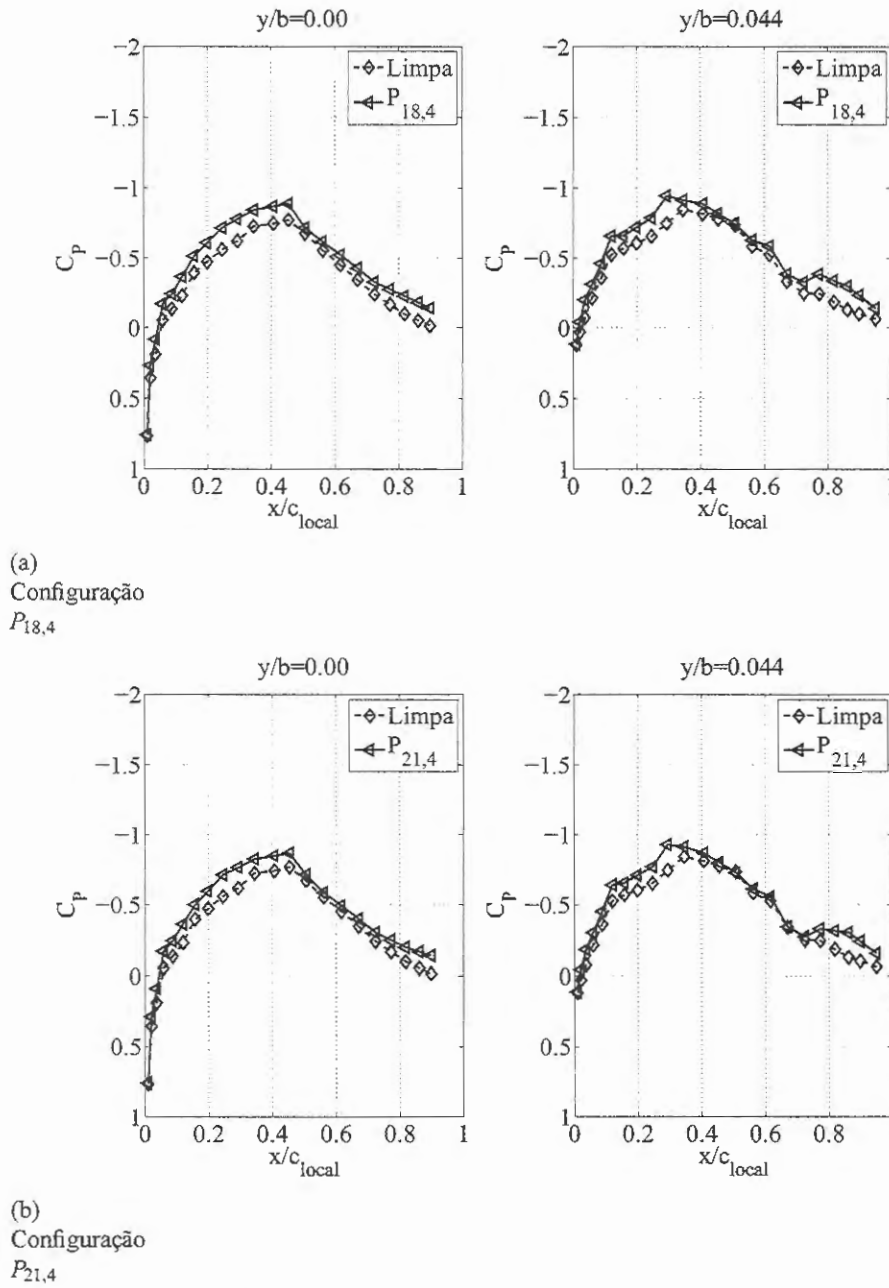 y/b=0.00
−2
−1.5
−1
−0.5
0
0.5
1
C_P
Limpa
P_18,4
0 0.2 0.4 0.6 0.8 1
x/c_local
y/b=0.044
−2
−1.5
−1
−0.5
0
0.5
1
C_P
Limpa
P_18,4
0 0.2 0.4 0.6 0.8
x/c_local
(a)
Configuração
P_18,4
y/b=0.00
−2
−1.5
−1
−0.5
0
0.5
1
C_P
Limpa
P_21,4
0 0.2 0.4 0.6 0.8 1
x/c_local
y/b=0.044
−2
−1.5
−1
−0.5
0
0.5
1
C_P
Limpa
P_21,4
0 0.2 0.4 0.6 0.8
x/c_local
(b)
Configuração
P_21,4